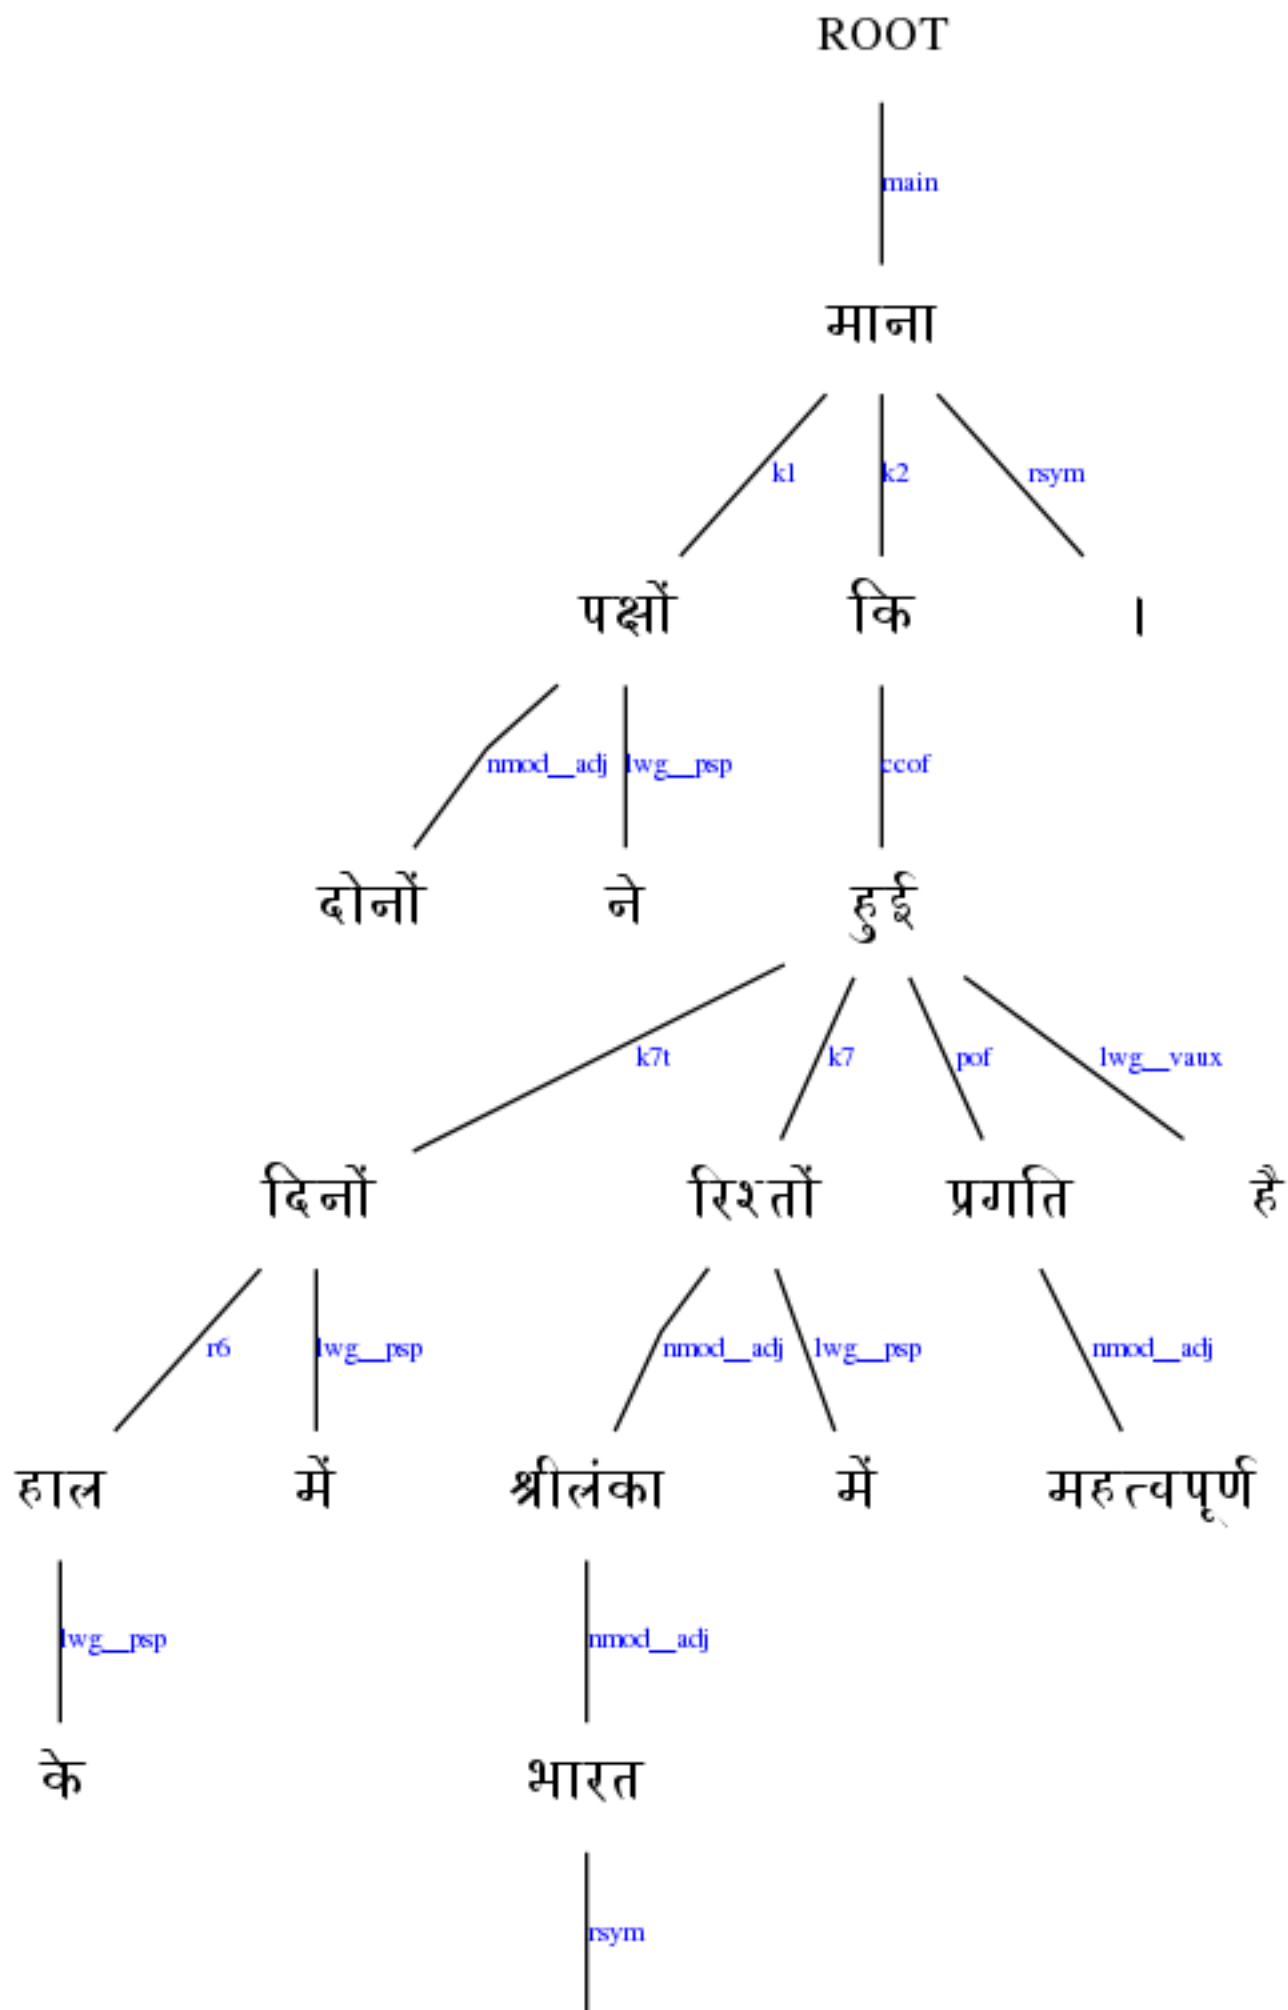 ROOT
main
माना
k1 k2 rsym
पक्षों कि ।
nmod__adj lwg__psp ccof
दोनों ने हुई
k7t k7 pof lwg__vaux
दिनों रिश्तों प्रगति है
r6 lwg__psp nmod__adj lwg__psp nmod__adj
हाल में श्रीलंका में महत्वपूर्ण
lwg__psp nmod__adj
के भारत
rsym